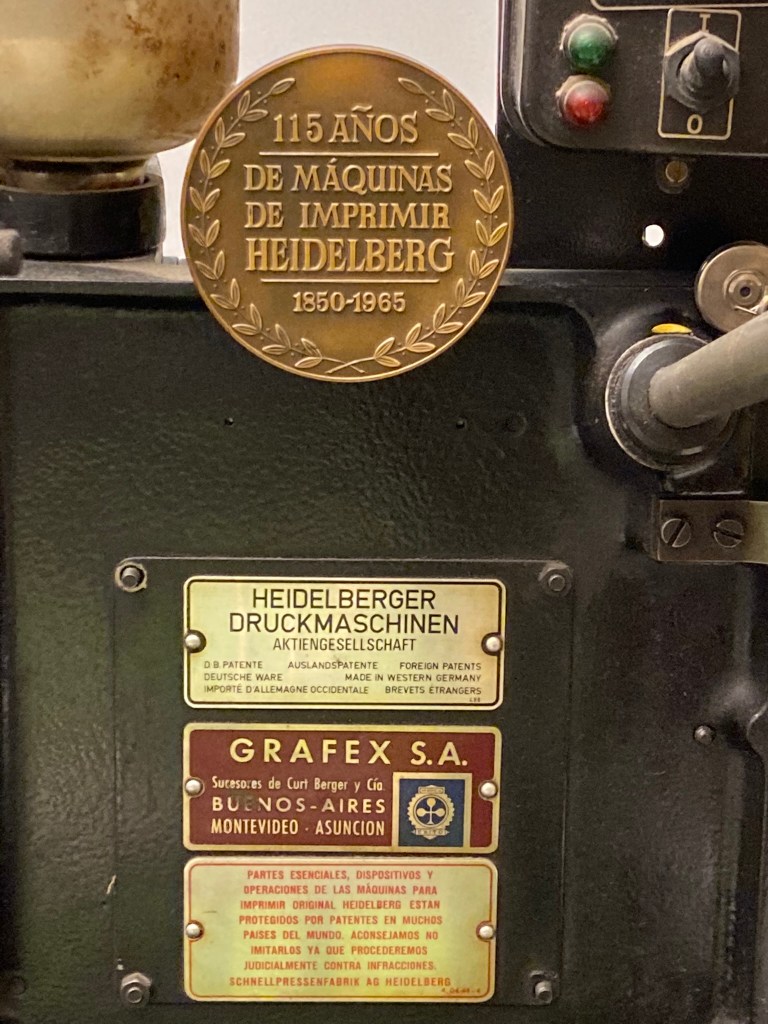 115 AÑOS
DE MÁQUINAS
DE IMPRIMIR
HEIDELBERG
1850-1965
I
O
HEIDELBERGER
DRUCKMASCHINEN
AKTIENGESELLSCHAFT
D.B. PATENTE AUSLANDSPATENTE FOREIGN PATENTS
DEUTSCHE WARE MADE IN WESTERN GERMANY
IMPORTÉ D'ALLEMAGNE OCCIDENTALE BREVETS ÉTRANGERS
GRAFEX S.A.
Sucesores de Curt Berger y Cía.
BUENOS-AIRES
MONTEVIDEO - ASUNCION
PARTES ESENCIALES, DISPOSITIVOS Y
OPERACIONES DE LAS MÁQUINAS PARA
IMPRIMIR ORIGINAL HEIDELBERG ESTAN
PROTEGIDOS POR PATENTES EN MUCHOS
PAISES DEL MUNDO. ACONSEJAMOS NO
IMITARLOS YA QUE PROCEDEREMOS
JUDICIALMENTE CONTRA INFRACCIONES.
SCHNELLPRESSENFABRIK AG HEIDELBERG